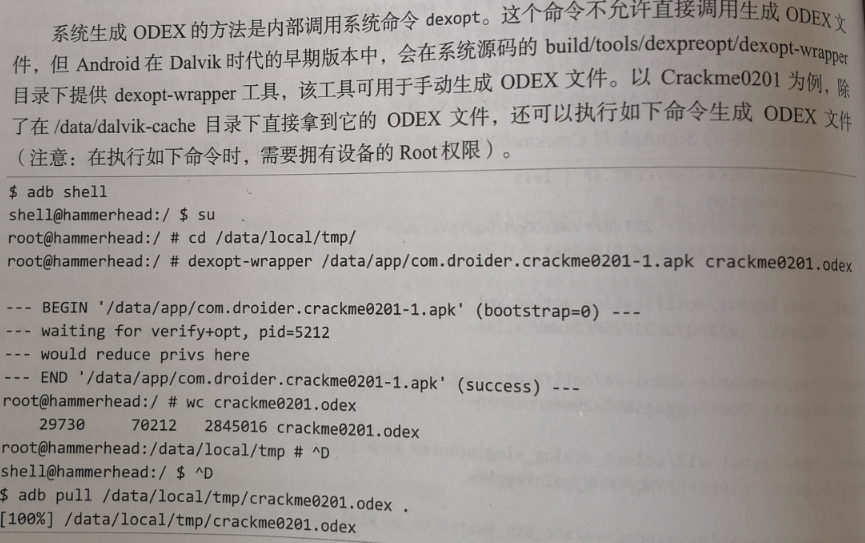 系统生成 ODEX 的方法是内部调用系统命令 dexopt。这个命令不允许直接调用生成 ODEX 文
件，但 Android 在 Dalvik 时代的早期版本中，会在系统源码的 build/tools/dexpreopt/dexopt-wrapper
目录下提供 dexopt-wrapper 工具，该工具可用于手动生成 ODEX 文件。以 Crackme0201 为例，除
了在 /data/dalvik-cache 目录下直接拿到它的 ODEX 文件，还可以执行如下命令生成 ODEX 文件
（注意：在执行如下命令时，需要拥有设备的 Root 权限）。
$ adb shell
shell@hammerhead:/ $ su
root@hammerhead:/ # cd /data/local/tmp/
root@hammerhead:/ # dexopt-wrapper /data/app/com.droider.crackme0201-1.apk crackme0201.odex
--- BEGIN '/data/app/com.droider.crackme0201-1.apk' (bootstrap=0) ---
--- waiting for verify+opt, pid=5212
--- would reduce privs here
--- END '/data/app/com.droider.crackme0201-1.apk' (success) ---
root@hammerhead:/ # wc crackme0201.odex
29730 70212 2845016 crackme0201.odex
root@hammerhead:/data/local/tmp # ^D
shell@hammerhead:/ $ ^D
$ adb pull /data/local/tmp/crackme0201.odex .
[100%] /data/local/tmp/crackme0201.odex